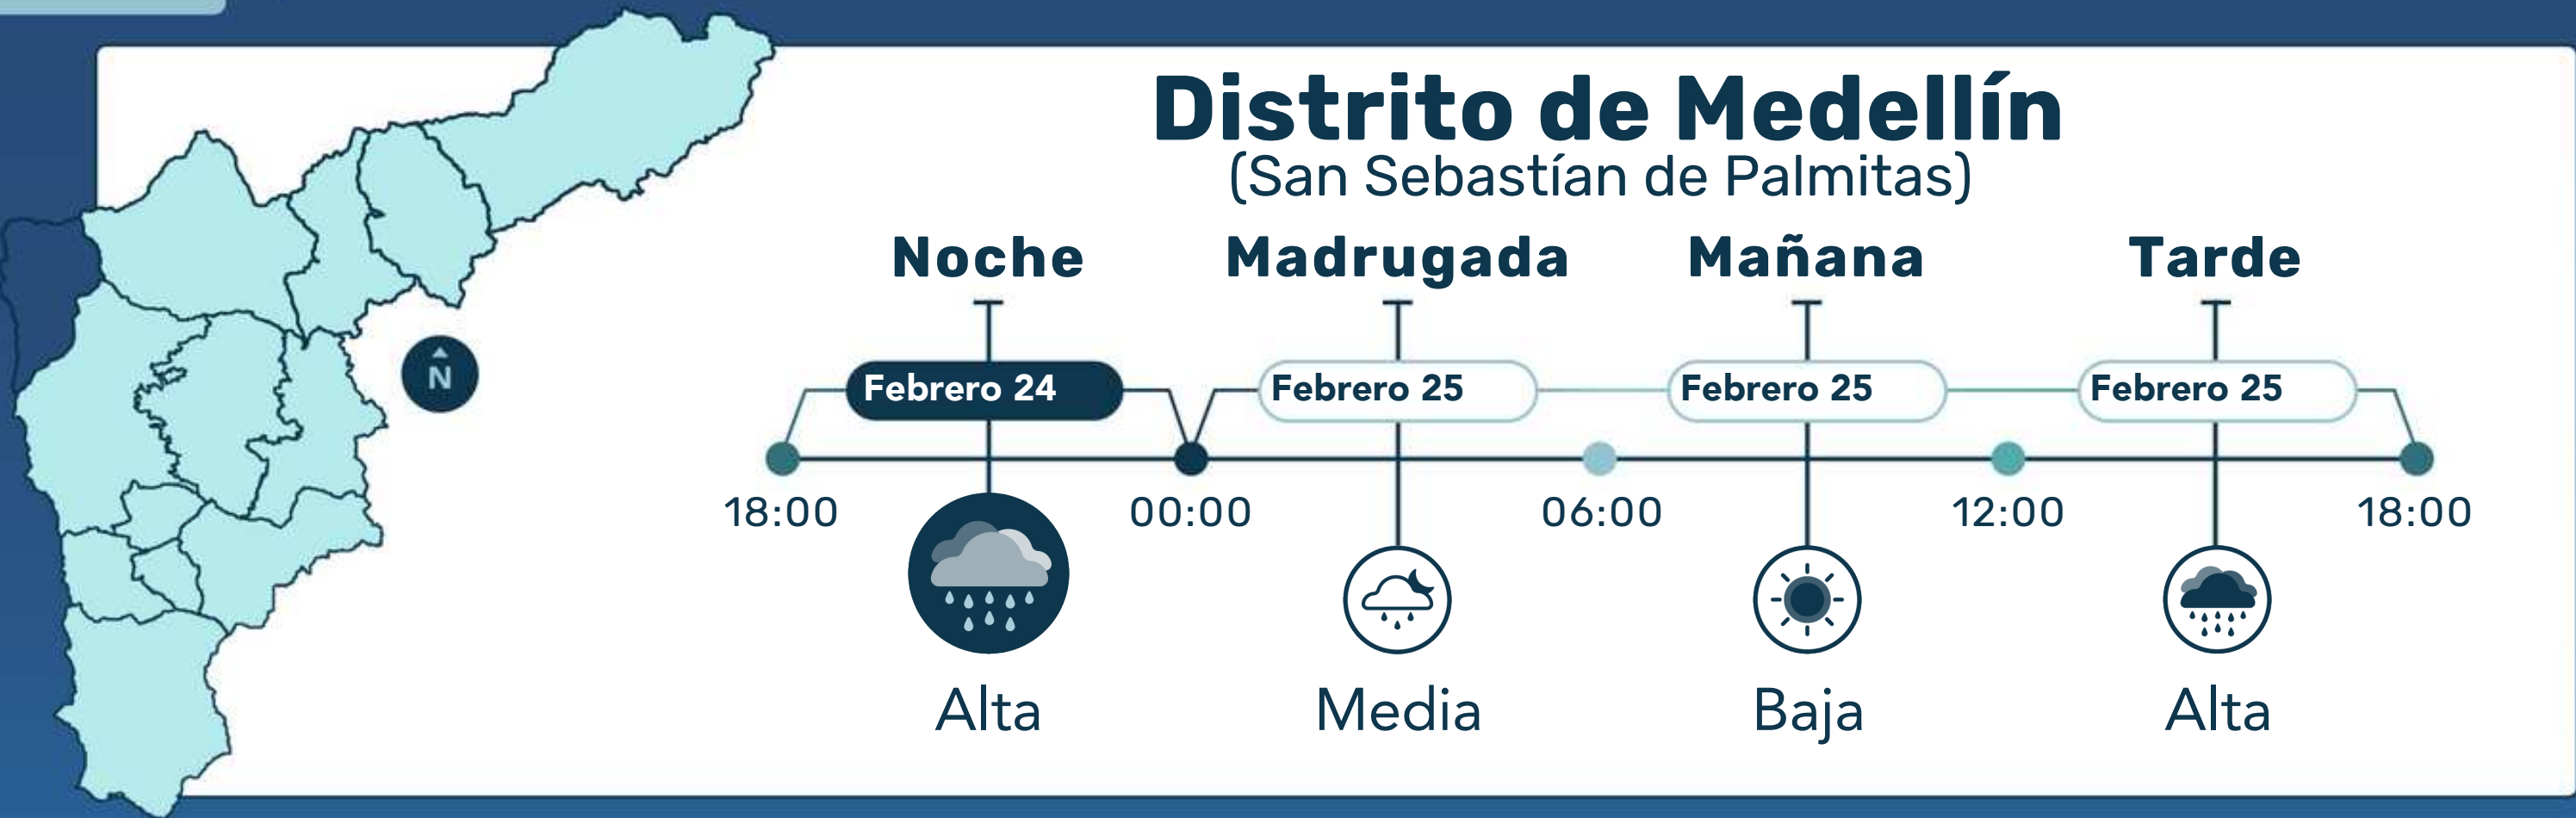 Distrito de Medellín
(San Sebastían de Palmitas)
Noche Madrugada Mañana Tarde
Febrero 24 Febrero 25 Febrero 25 Febrero 25
N
18:00 00:00 06:00 12:00 18:00
Alta Media Baja Alta